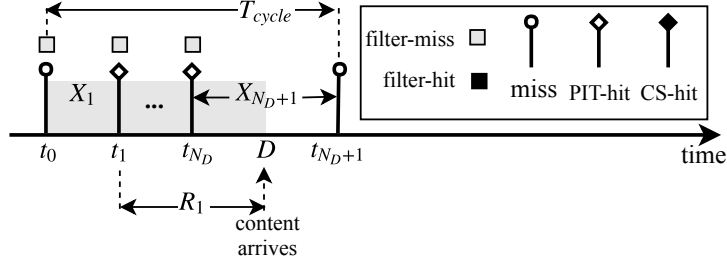 T_cycle
filter-miss
filter-hit
miss PIT-hit CS-hit
X_1 ... X_{N_D+1}
t_0 t_1 t_{N_D} D t_{N_D+1} time
R_1
content
arrives